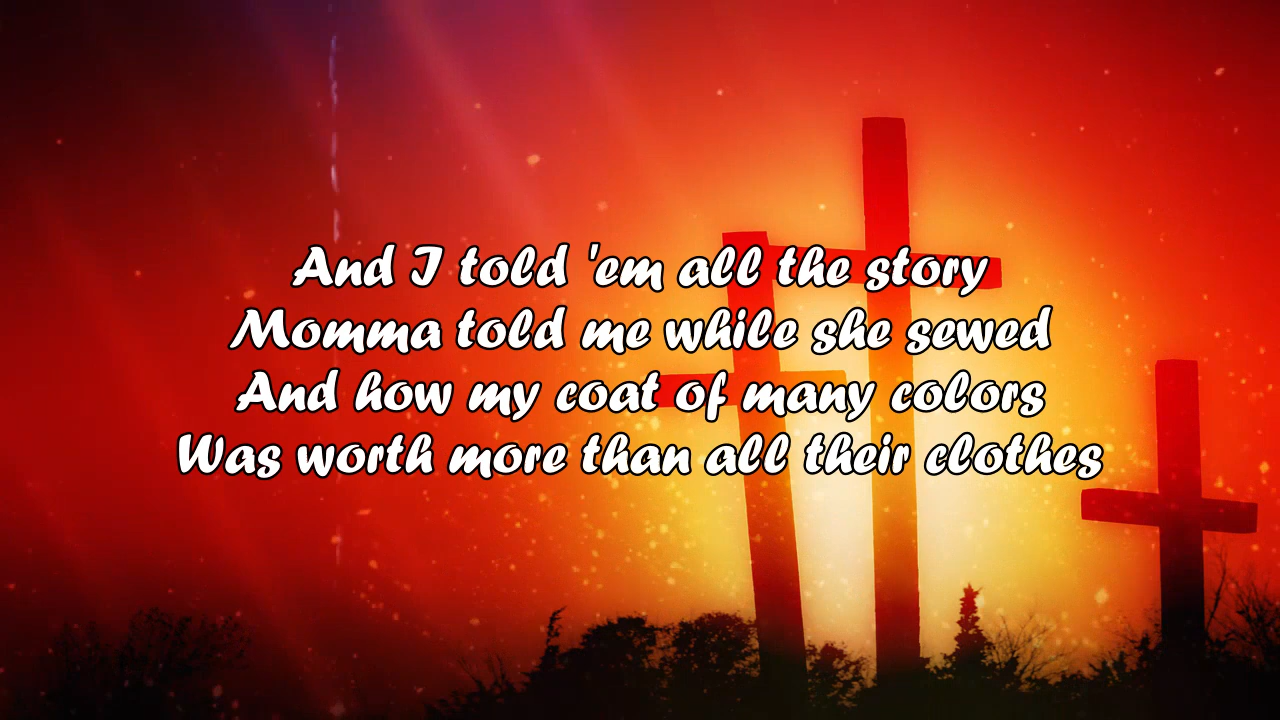 And I told 'em all the story
Momma told me while she sewed
And how my coat of many colors
Was worth more than all their clothes